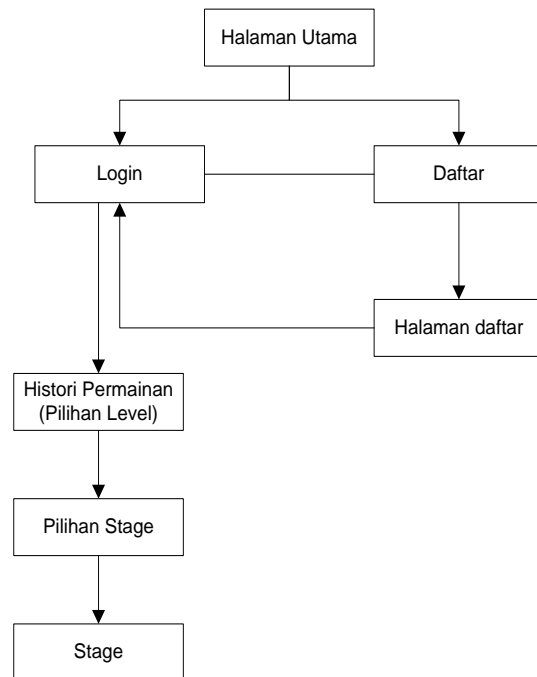 Halaman Utama
Login
Daftar
Halaman daftar
Histori Permainan
(Pilihan Level)
Pilihan Stage
Stage